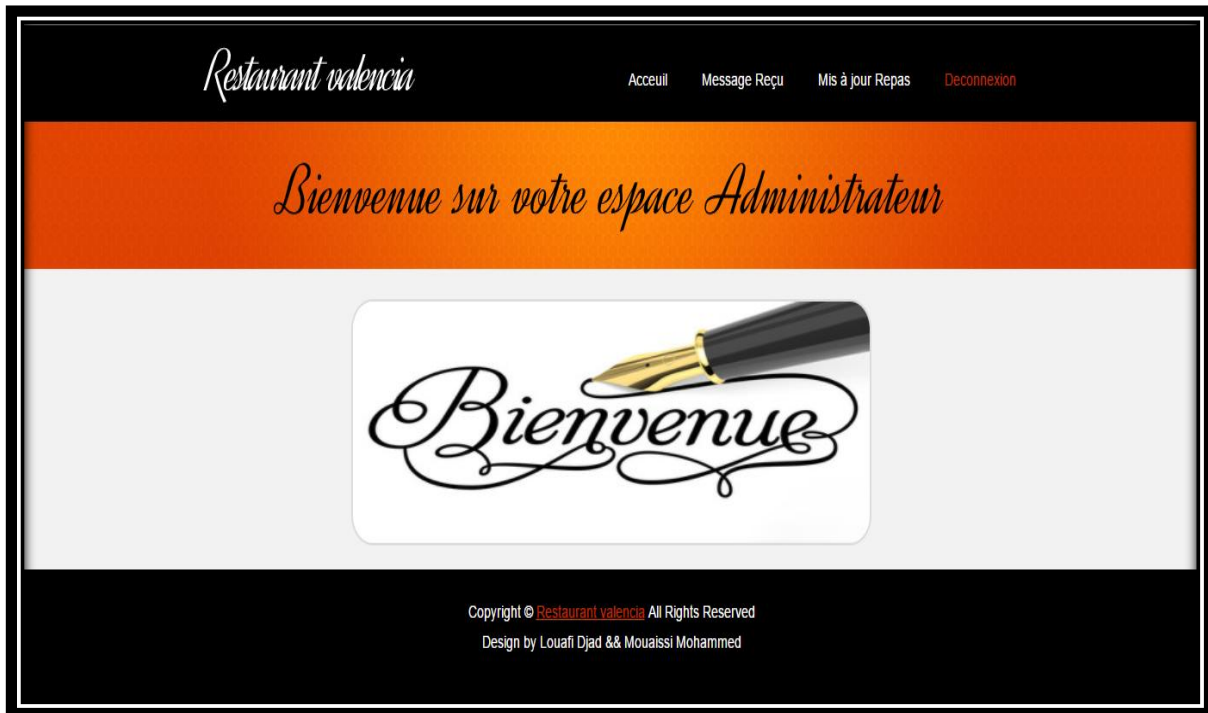 Restaurant valencia
Acceuil Message Reçu Mis à jour Repas Deconnexion
Bienvenue sur votre espace Administrateur
Bienvenue
Copyright © Restaurant valencia All Rights Reserved
Design by Louafi Djad && Mouaissi Mohammed